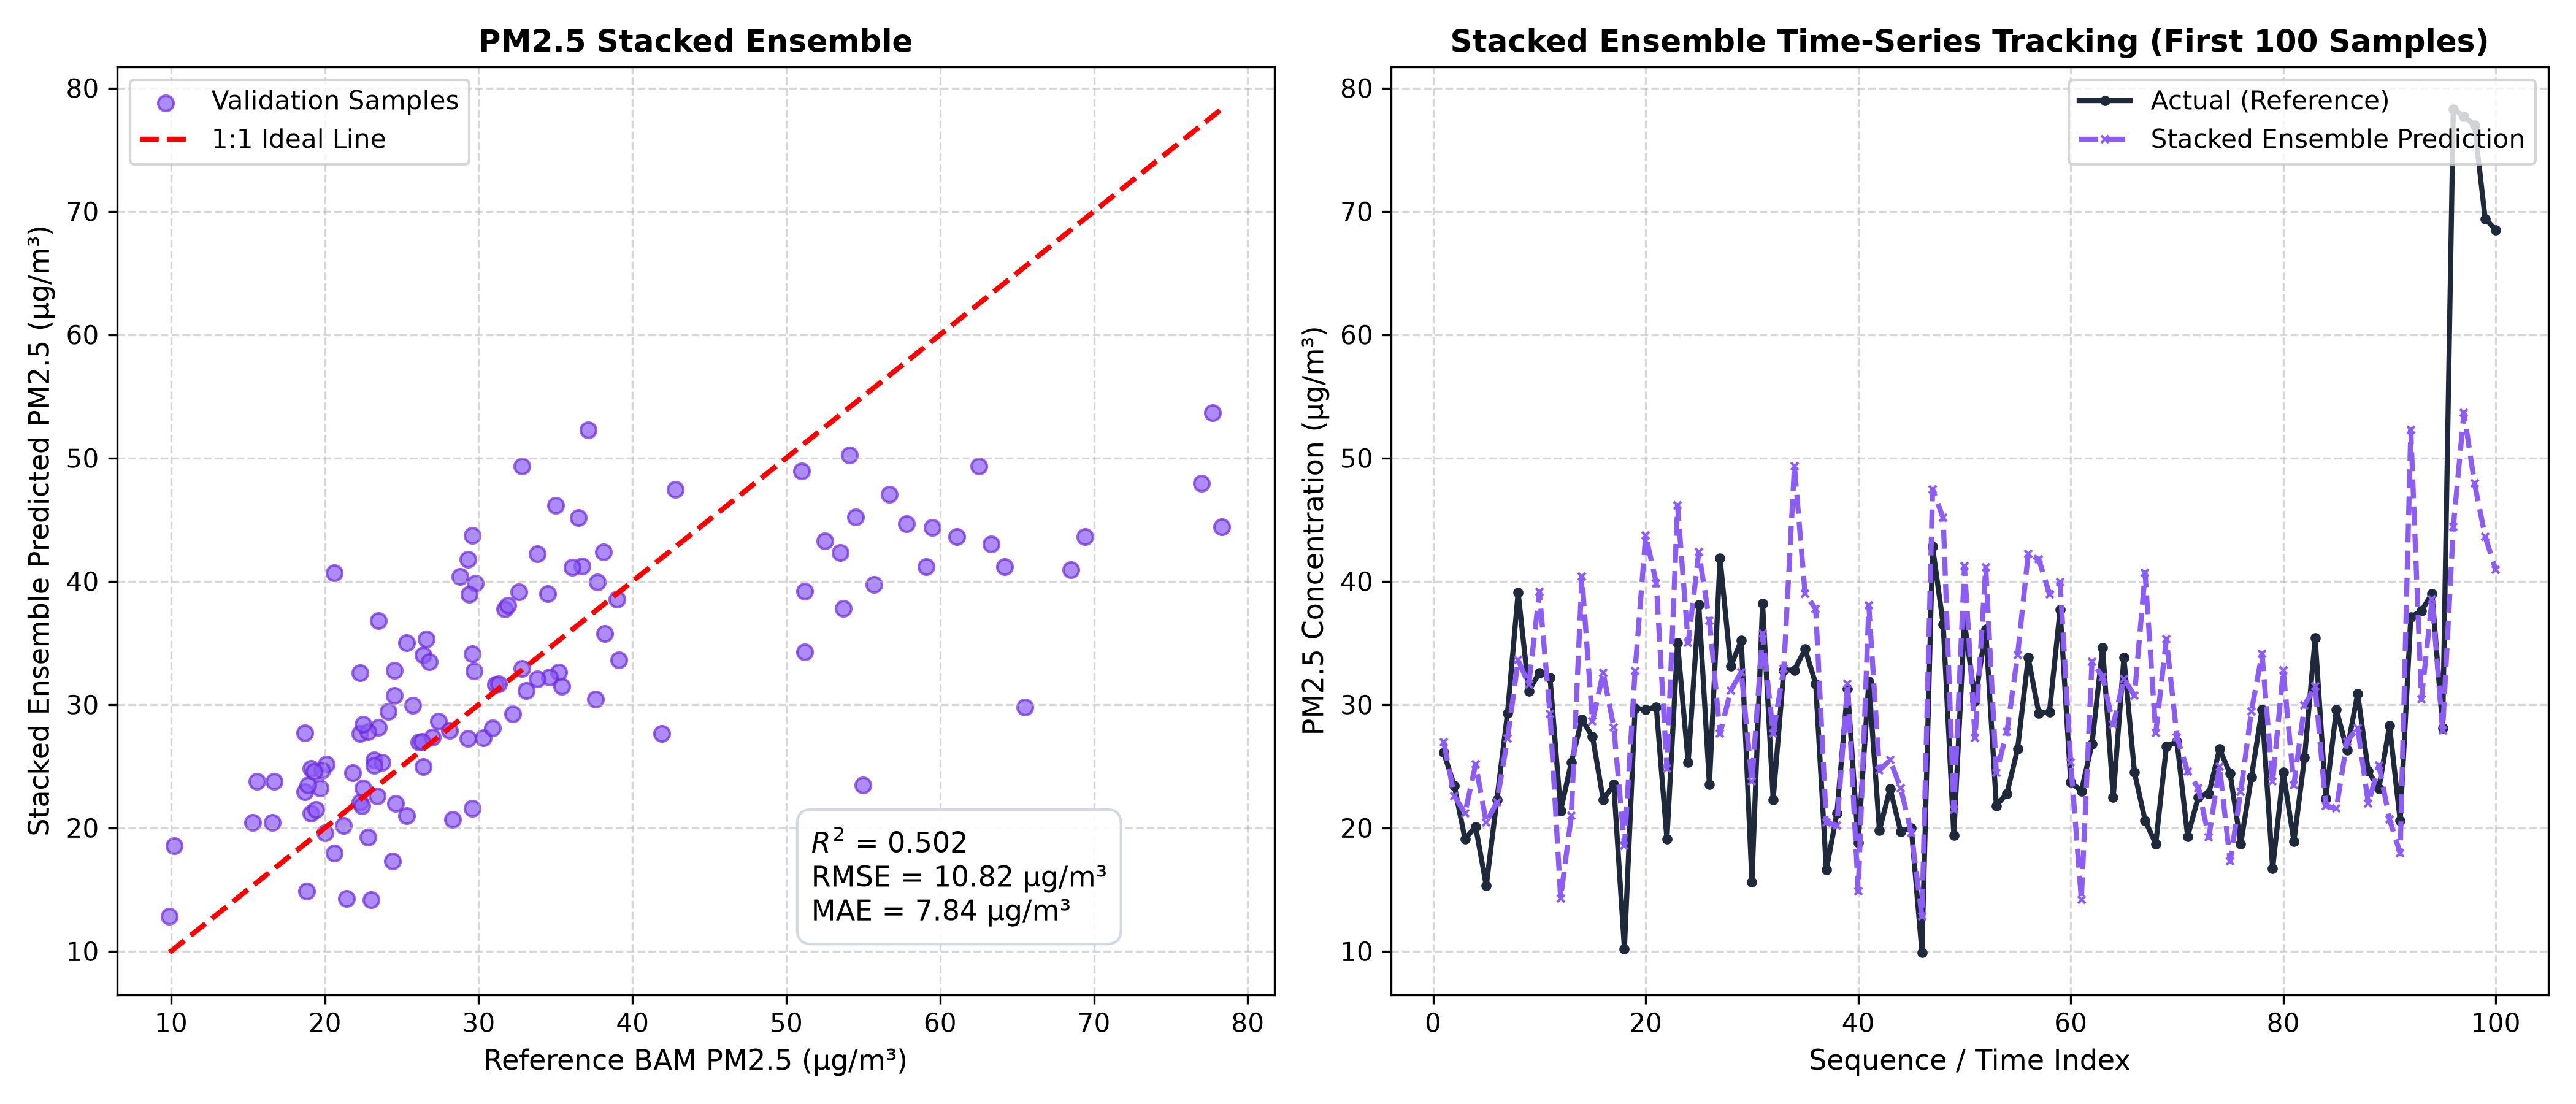 PM2.5 Stacked Ensemble
Validation Samples
1:1 Ideal Line
80
70
60
50
40
30
20
10
Stacked Ensemble Predicted PM2.5 (µg/m³)
R² = 0.502
RMSE = 10.82 µg/m³
MAE = 7.84 µg/m³
10 20 30 40 50 60 70 80
Reference BAM PM2.5 (µg/m³)
Stacked Ensemble Time-Series Tracking (First 100 Samples)
Actual (Reference)
Stacked Ensemble Prediction
80
70
60
50
40
30
20
10
PM2.5 Concentration (µg/m³)
0 20 40 60 80 100
Sequence / Time Index